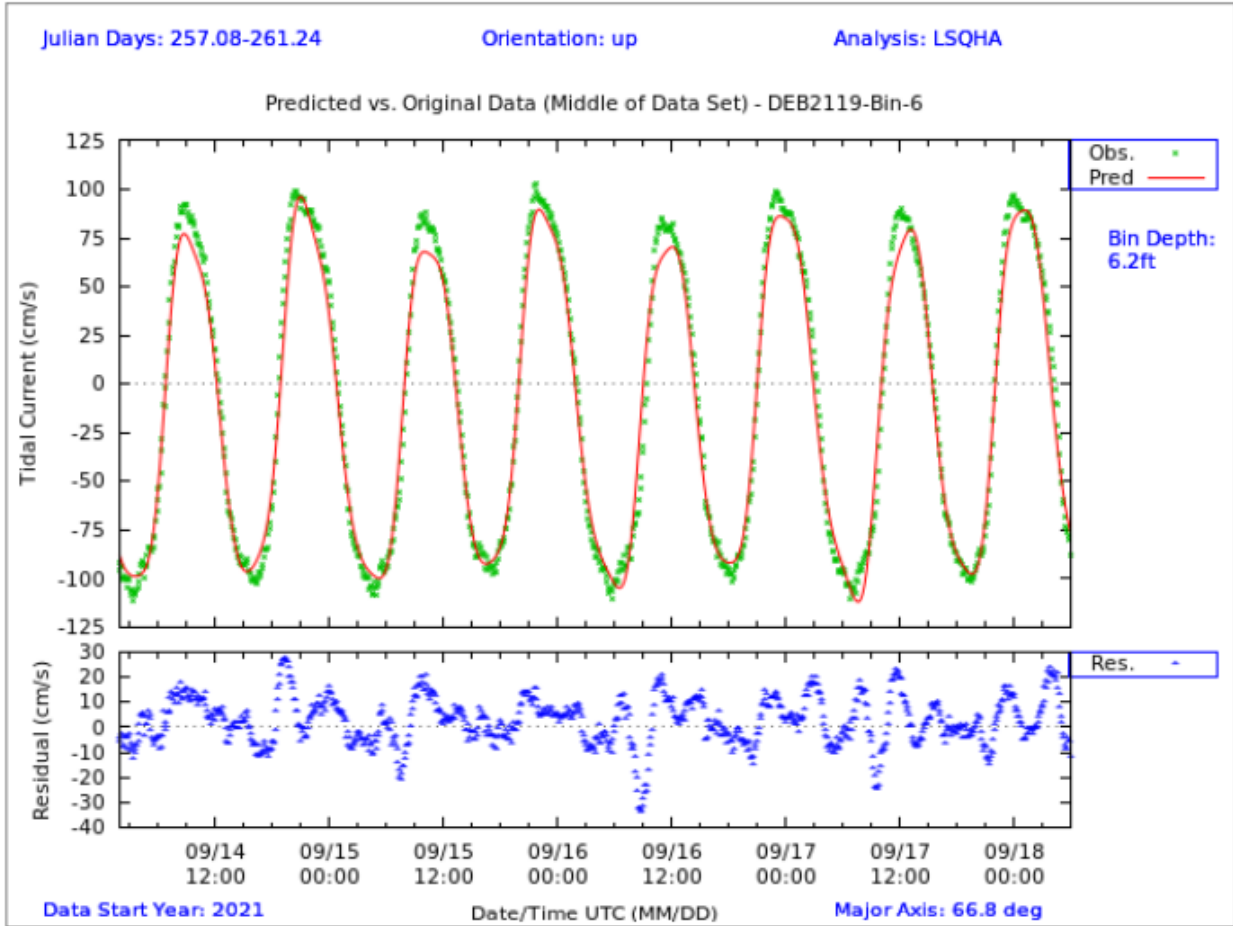 Julian Days: 257.08-261.24 Orientation: up Analysis: LSQHA
Predicted vs. Original Data (Middle of Data Set) - DEB2119-Bin-6
Tidal Current (cm/s)
125
100
75
50
25
0
-25
-50
-75
-100
-125
Obs.
Pred
Bin Depth:
6.2ft
Residual (cm/s)
30
20
10
0
-10
-20
-30
-40
Res.
09/14 09/15 09/15 09/16 09/16 09/17 09/17 09/18
12:00 00:00 12:00 00:00 12:00 00:00 12:00 00:00
Data Start Year: 2021 Date/Time UTC (MM/DD) Major Axis: 66.8 deg